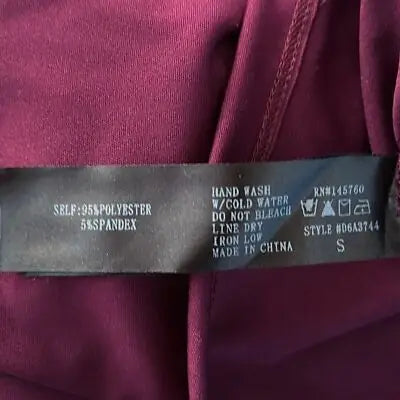 SELF:95%POLYESTER
5%SPANDEX
HAND WASH
W/COLD WATER
DO NOT BLEACH
LINE DRY
IRON LOW
MADE IN CHINA
RN#145760
STYLE #D6A3744
S